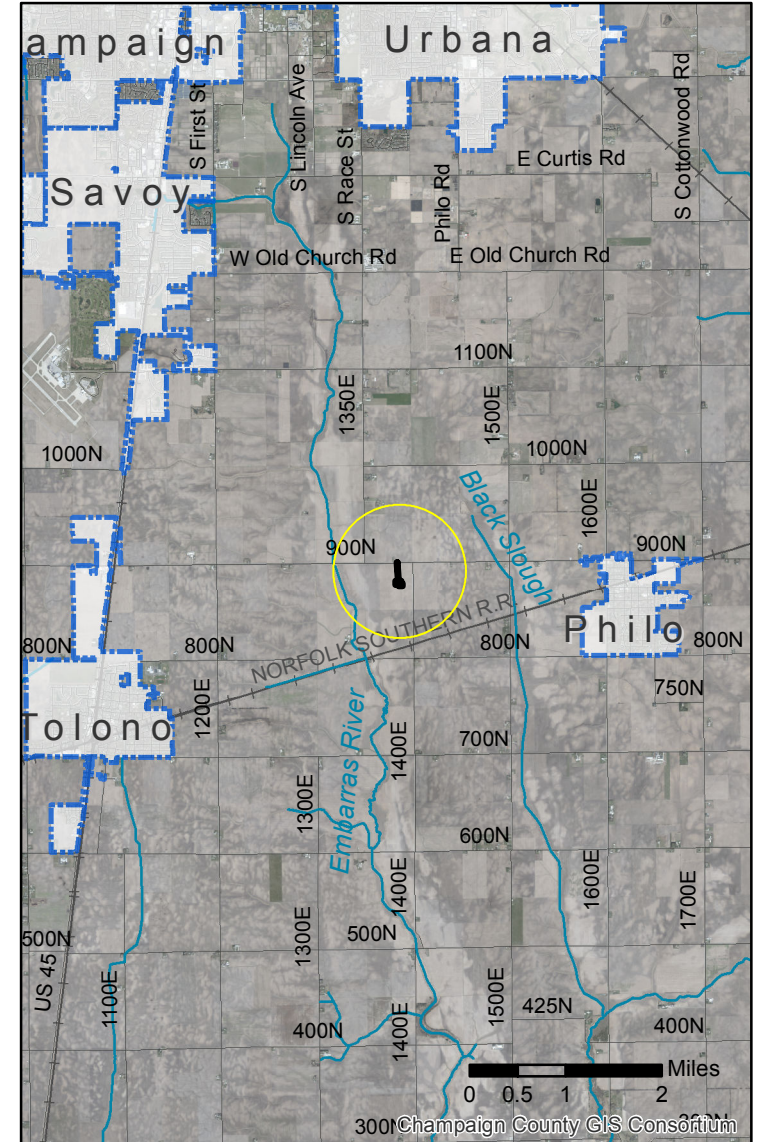 ampaign
Urbana
S First St
S Lincoln Ave
S Race St
Philo Rd
E Curtis Rd
S Cottonwood Rd
Savoy
W Old Church Rd
E Old Church Rd
1100N
1350E
1500E
1000N
1000N
Black Slough
1600E
900N
900N
NORFOLK SOUTHERN R.R.
Philo
800N
800N
800N
800N
750N
1200E
Tolono
700N
1400E
Embarras River
1300E
600N
1400E
1600E
1700E
500N
500N
1300E
US 45
1100E
1500E
425N
400N
1400E
400N
Miles
0 0.5 1 2
300N
Champaign County GIS Consortium